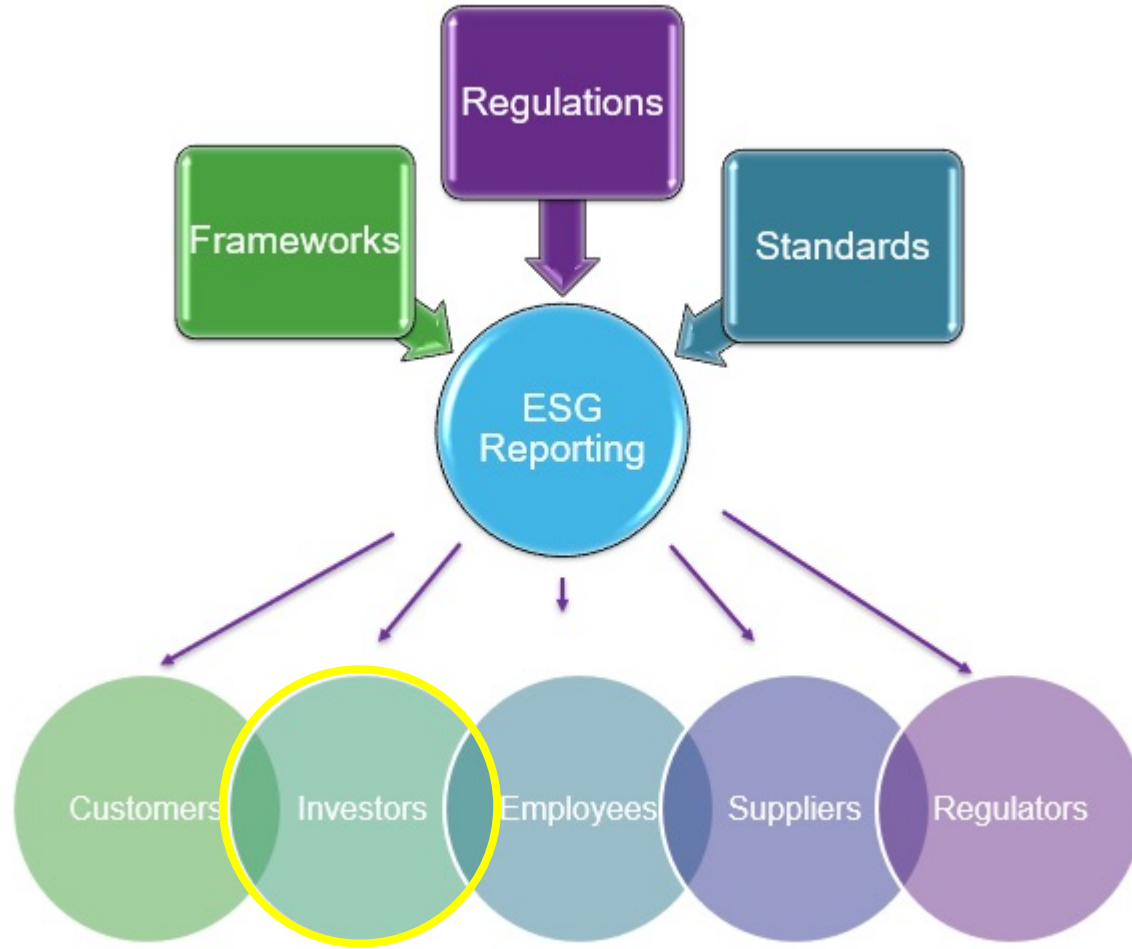 Regulations
Frameworks
Standards
ESG
Reporting
Customers
Investors
Employees
Suppliers
Regulators